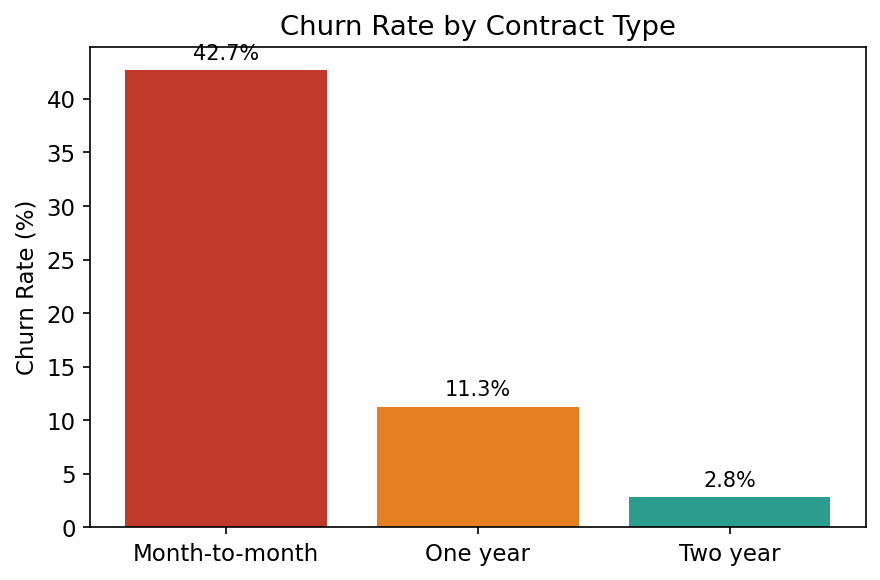 Churn Rate by Contract Type
Churn Rate (%)
42.7%
11.3%
2.8%
40
35
30
25
20
15
10
5
0
Month-to-month
One year
Two year